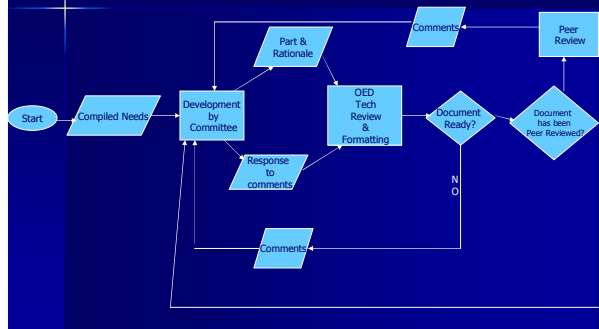 Start
Compiled Needs
Development
by
Committee
Part &
Rationale
Response
to
comments
OED
Tech
Review
&
Formatting
Document
Ready?
Document
has been
Peer Reviewed?
Peer
Review
Comments
N
O
Comments